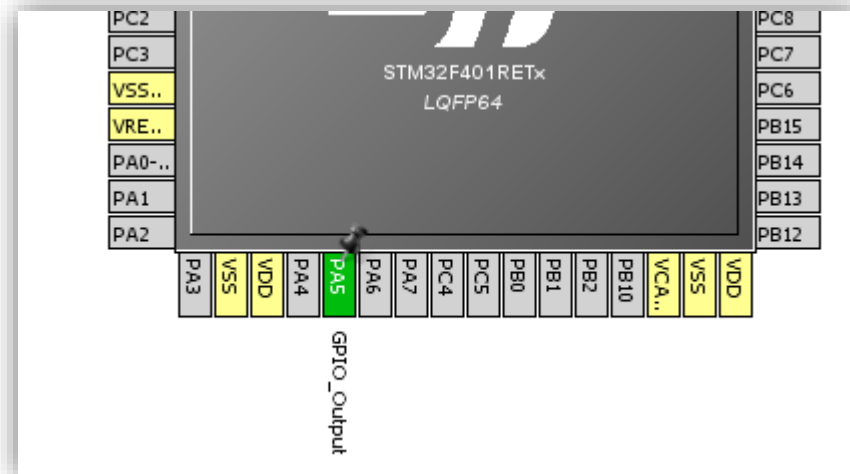 PC2
PC3
VSS..
VRE..
PA0-..
PA1
PA2
STM32F401RETx
LQFP64
PC8
PC7
PC6
PB15
PB14
PB13
PB12
PA3
VSS
VDD
PA4
PA5
PA6
PA7
PC4
PC5
PB0
PB1
PB2
PB10
VCA..
VSS
VDD
GPIO_Output